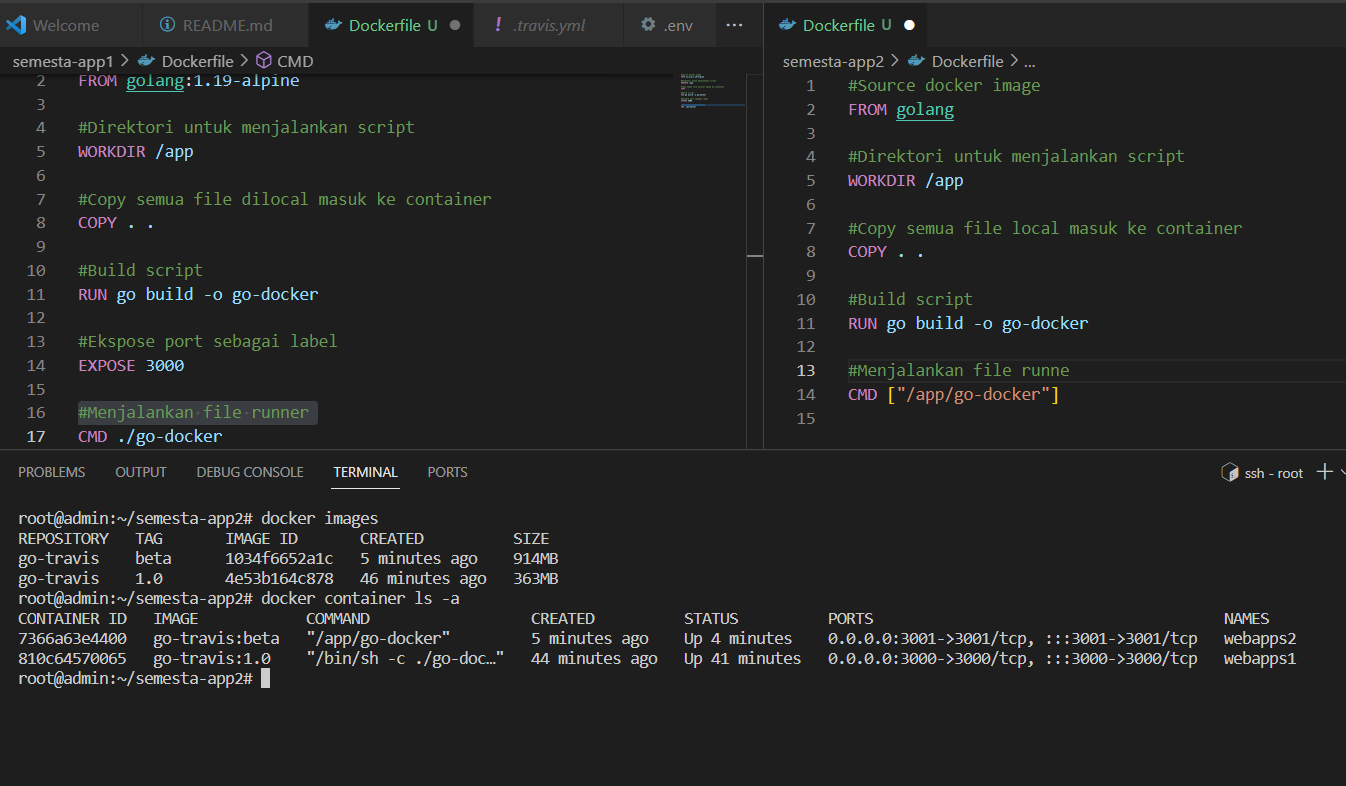 Welcome README.md Dockerfile U .travis.yml .env ...
semesta-app1 > Dockerfile > CMD
2 FROM golang:1.19-alpine
3
4 #Direktori untuk menjalankan script
5 WORKDIR /app
6
7 #Copy semua file dilocal masuk ke container
8 COPY . .
9
10 #Build script
11 RUN go build -o go-docker
12
13 #Ekspose port sebagai label
14 EXPOSE 3000
15
16 #Menjalankan file runner
17 CMD ./go-docker
Dockerfile U
semesta-app2 > Dockerfile > ...
1 #Source docker image
2 FROM golang
3
4 #Direktori untuk menjalankan script
5 WORKDIR /app
6
7 #Copy semua file local masuk ke container
8 COPY . .
9
10 #Build script
11 RUN go build -o go-docker
12
13 #Menjalankan file runne
14 CMD ["/app/go-docker"]
15
PROBLEMS OUTPUT DEBUG CONSOLE TERMINAL PORTS ssh - root
root@admin:~/semesta-app2# docker images
REPOSITORY TAG IMAGE ID CREATED SIZE
go-travis beta 1034f6652a1c 5 minutes ago 914MB
go-travis 1.0 4e53b164c878 46 minutes ago 363MB
root@admin:~/semesta-app2# docker container ls -a
CONTAINER ID IMAGE COMMAND CREATED STATUS PORTS NAMES
7366a63e4400 go-travis:beta "/app/go-docker" 5 minutes ago Up 4 minutes 0.0.0.0:3001->3001/tcp, :::3001->3001/tcp webapps2
810c64570065 go-travis:1.0 "/bin/sh -c ./go-doc…" 44 minutes ago Up 41 minutes 0.0.0.0:3000->3000/tcp, :::3000->3000/tcp webapps1
root@admin:~/semesta-app2#